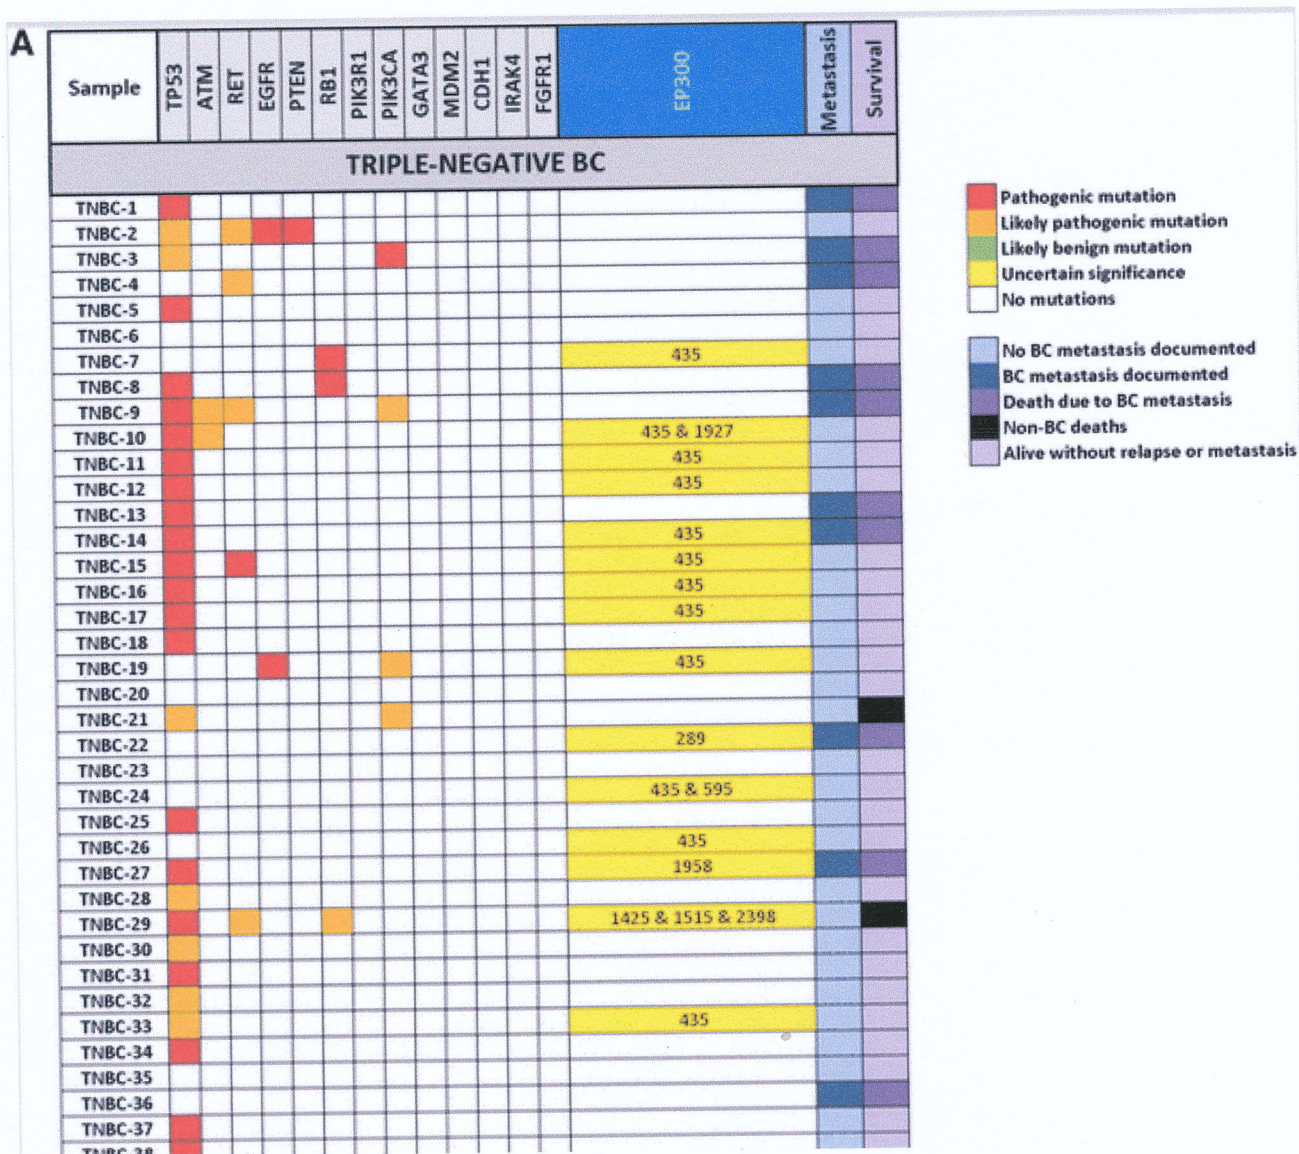 A
Sample TP53 ATM RET EGFR PTEN RB1 PIK3R1 PIK3CA GATA3 MDM2 CDH1 IRAK4 FGFR1 EP300 Metastasis Survival
TRIPLE-NEGATIVE BC
TNBC-1
TNBC-2
TNBC-3
TNBC-4
TNBC-5
TNBC-6
TNBC-7 435
TNBC-8
TNBC-9
TNBC-10 435 & 1927
TNBC-11 435
TNBC-12 435
TNBC-13
TNBC-14 435
TNBC-15 435
TNBC-16 435
TNBC-17 435
TNBC-18
TNBC-19 435
TNBC-20
TNBC-21
TNBC-22 289
TNBC-23
TNBC-24 435 & 595
TNBC-25
TNBC-26 435
TNBC-27 1958
TNBC-28
TNBC-29 1425 & 1515 & 2398
TNBC-30
TNBC-31
TNBC-32
TNBC-33 435
TNBC-34
TNBC-35
TNBC-36
TNBC-37
TNBC-38
Pathogenic mutation
Likely pathogenic mutation
Likely benign mutation
Uncertain significance
No mutations
No BC metastasis documented
BC metastasis documented
Death due to BC metastasis
Non-BC deaths
Alive without relapse or metastasis